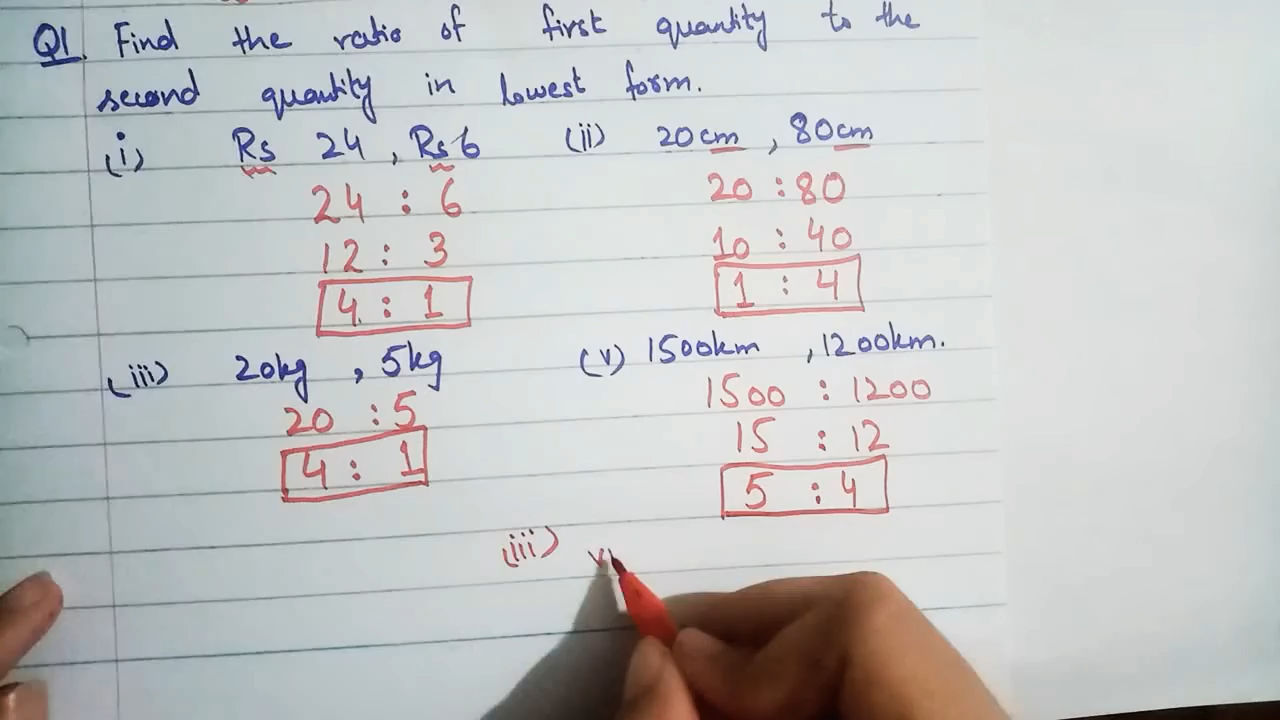 Q1. Find the ratio of first quantity to the
second quantity in lowest form.
(i) Rs 24 , Rs 6 (ii) 20cm , 80cm
24 : 6 20 : 80
12 : 3 10 : 40
4 : 1 1 : 4
(iii) 20kg , 5kg (v) 1500km , 1200km.
20 : 5 1500 : 1200
4 : 1 15 : 12
5 : 4
(iii)